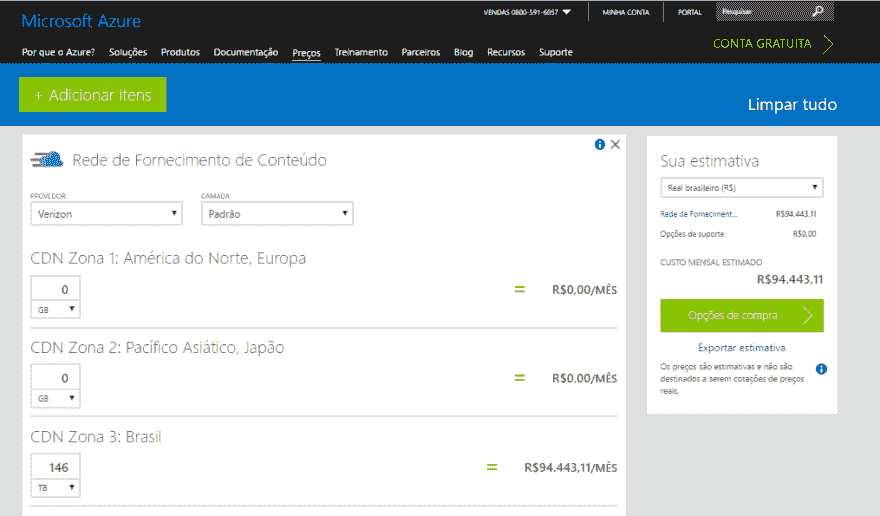 Microsoft Azure
VENDAS 0800-591-6057
MINHA CONTA
PORTAL
Pesquisar
Por que o Azure?
Soluções
Produtos
Documentação
Preços
Treinamento
Parceiros
Blog
Recursos
Suporte
CONTA GRATUITA
+ Adicionar itens
Limpar tudo
Rede de Fornecimento de Conteúdo
PROVEDOR:
CAMADA:
Verizon
Padrão
CDN Zona 1: América do Norte, Europa
0
GB
= R$0,00/MÊS
CDN Zona 2: Pacífico Asiático, Japão
0
GB
= R$0,00/MÊS
CDN Zona 3: Brasil
146
TB
= R$94.443,11/MÊS
Sua estimativa
Real brasileiro (R$)
Rede de Forneciment... R$94.443,11
Opções de suporte R$0,00
CUSTO MENSAL ESTIMADO
R$94.443,11
Opções de compra
Exportar estimativa
Os preços são estimativas e não são
destinados a serem cotações de preços
reais.